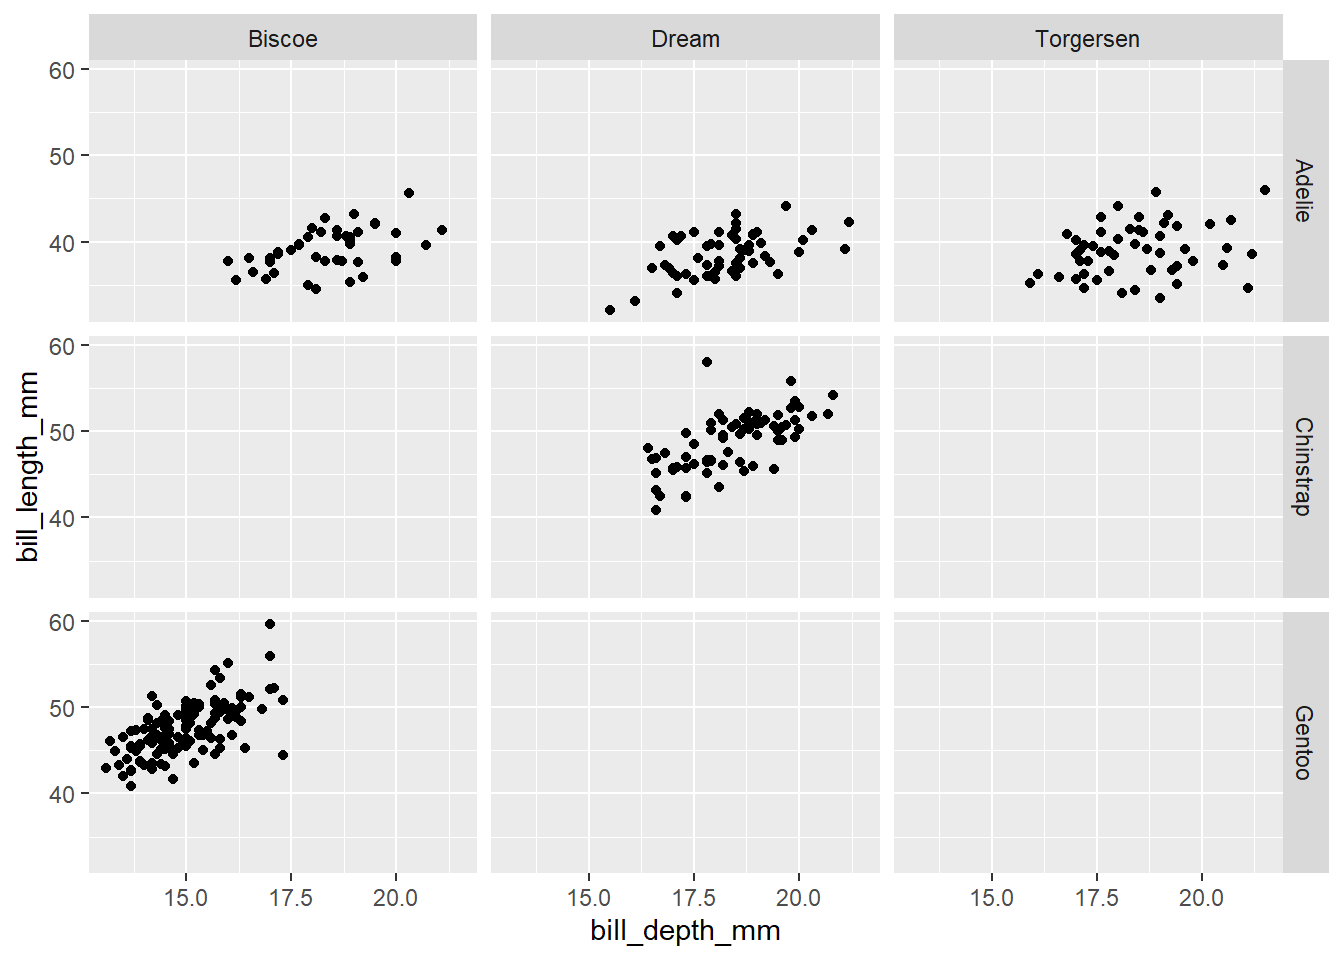 Biscoe Dream Torgersen
60
50
40
Adelie
60
50
40
Chinstrap
60
50
40
Gentoo
bill_length_mm
15.0 17.5 20.0 15.0 17.5 20.0 15.0 17.5 20.0
bill_depth_mm